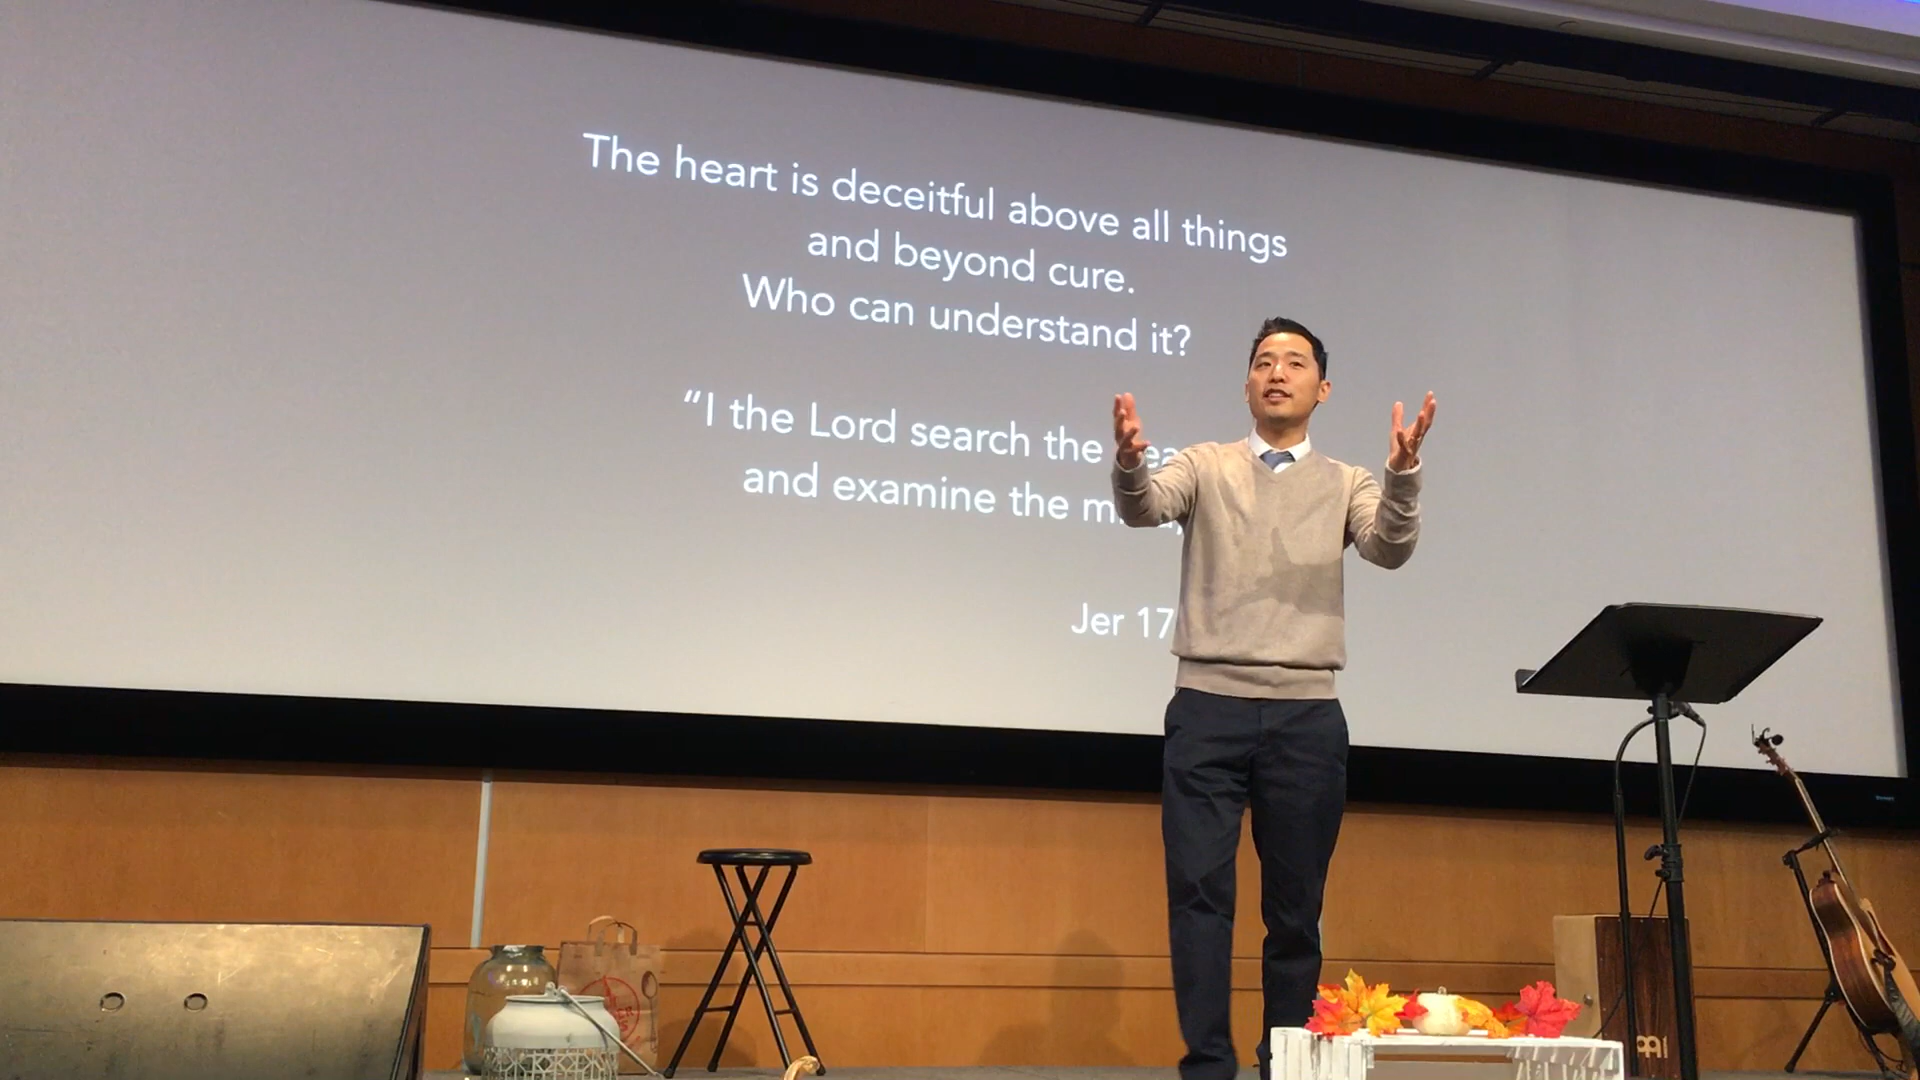 The heart is deceitful above all things
and beyond cure.
Who can understand it?
“I the Lord search the
and examine the
Jer 17